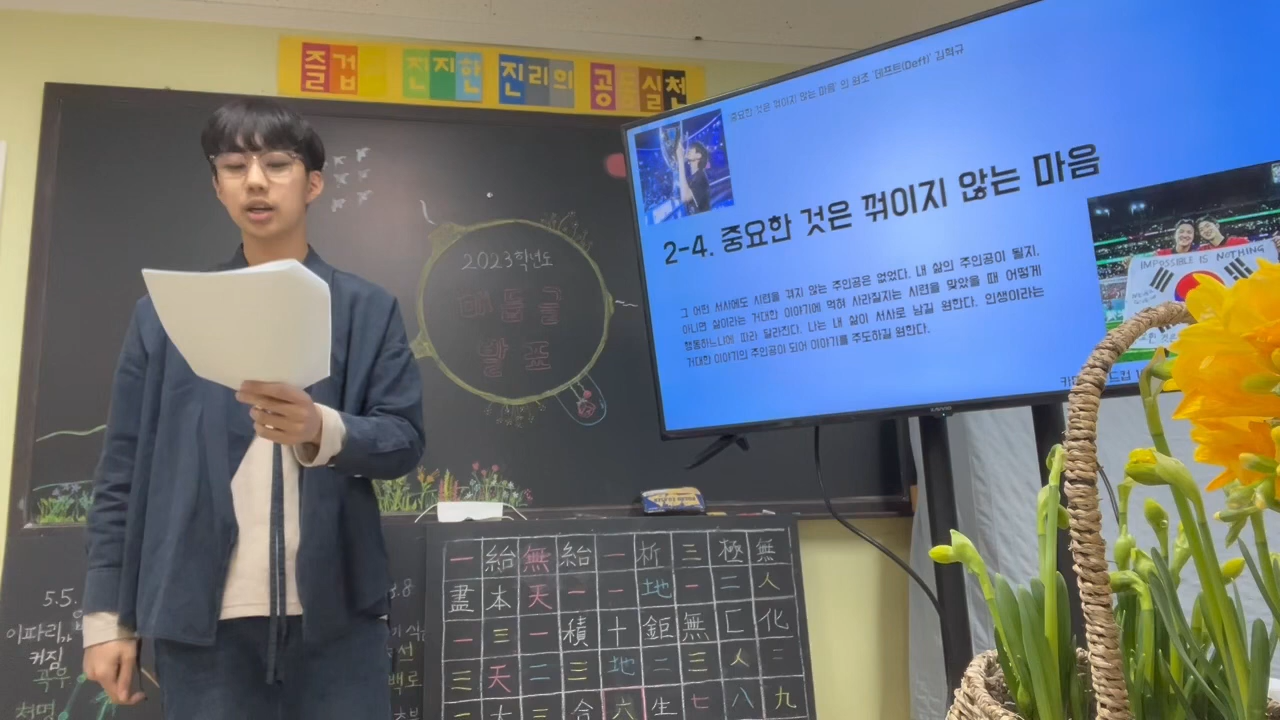 즐겁 진지한 진리의 공동실천
중요한 것은 꺾이지 않는 마음' 의 원조 '데프트(Deft)' 김혁규
2-4. 중요한 것은 꺾이지 않는 마음
그 어떤 서사에도 시련을 겪지 않는 주인공은 없었다. 내 삶의 주인공이 될지,
아니면 삶이라는 거대한 이야기에 먹혀 사라질지는 시련을 맞았을 때 어떻게
행동하느냐에 따라 달라진다. 나는 내 삶이 서사로 남길 원한다. 인생이라는
거대한 이야기의 주인공이 되어 이야기를 주도하길 원한다.
IMPOSSIBLE IS NOTHING
2023학년도
배움글
발표
5.5.
이파리가
커짐
곡우
청명
백로
一 始 無 始 一 析 三 極 無
盡 本 天 一 一 地 一 二 人
一 三 一 積 十 鉅 無 匚 化
三 天 二 三 地 二 三 人 二
三 合 六 生 七 八 九